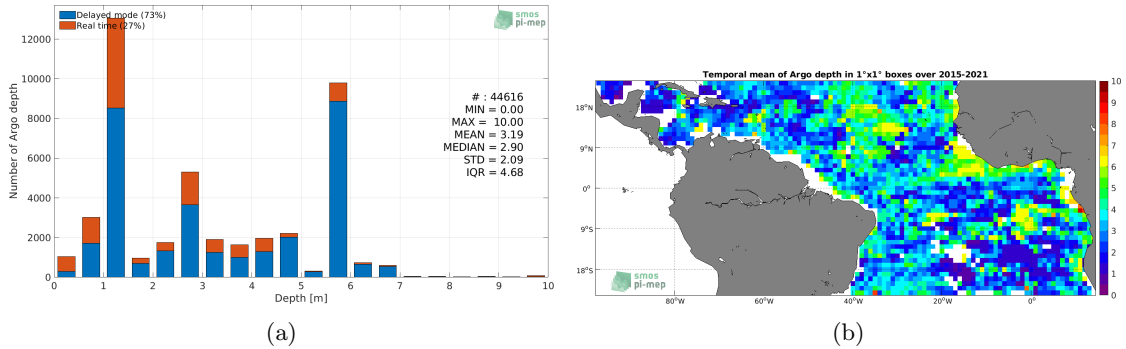 Delayed mode (73%)
Real time (27%)
smos
pi-mep
12000
10000
8000
6000
4000
2000
0
Number of Argo depth
# : 44616
MIN = 0.00
MAX = 10.00
MEAN = 3.19
MEDIAN = 2.90
STD = 2.09
IQR = 4.68
0 1 2 3 4 5 6 7 8 9 10
Depth [m]
(a)
Temporal mean of Argo depth in 1°x1° boxes over 2015-2021
18°N
9°N
0°
9°S
18°S
80°W 60°W 40°W 20°W 0°
smos
pi-mep
10
9
8
7
6
5
4
3
2
1
0
(b)